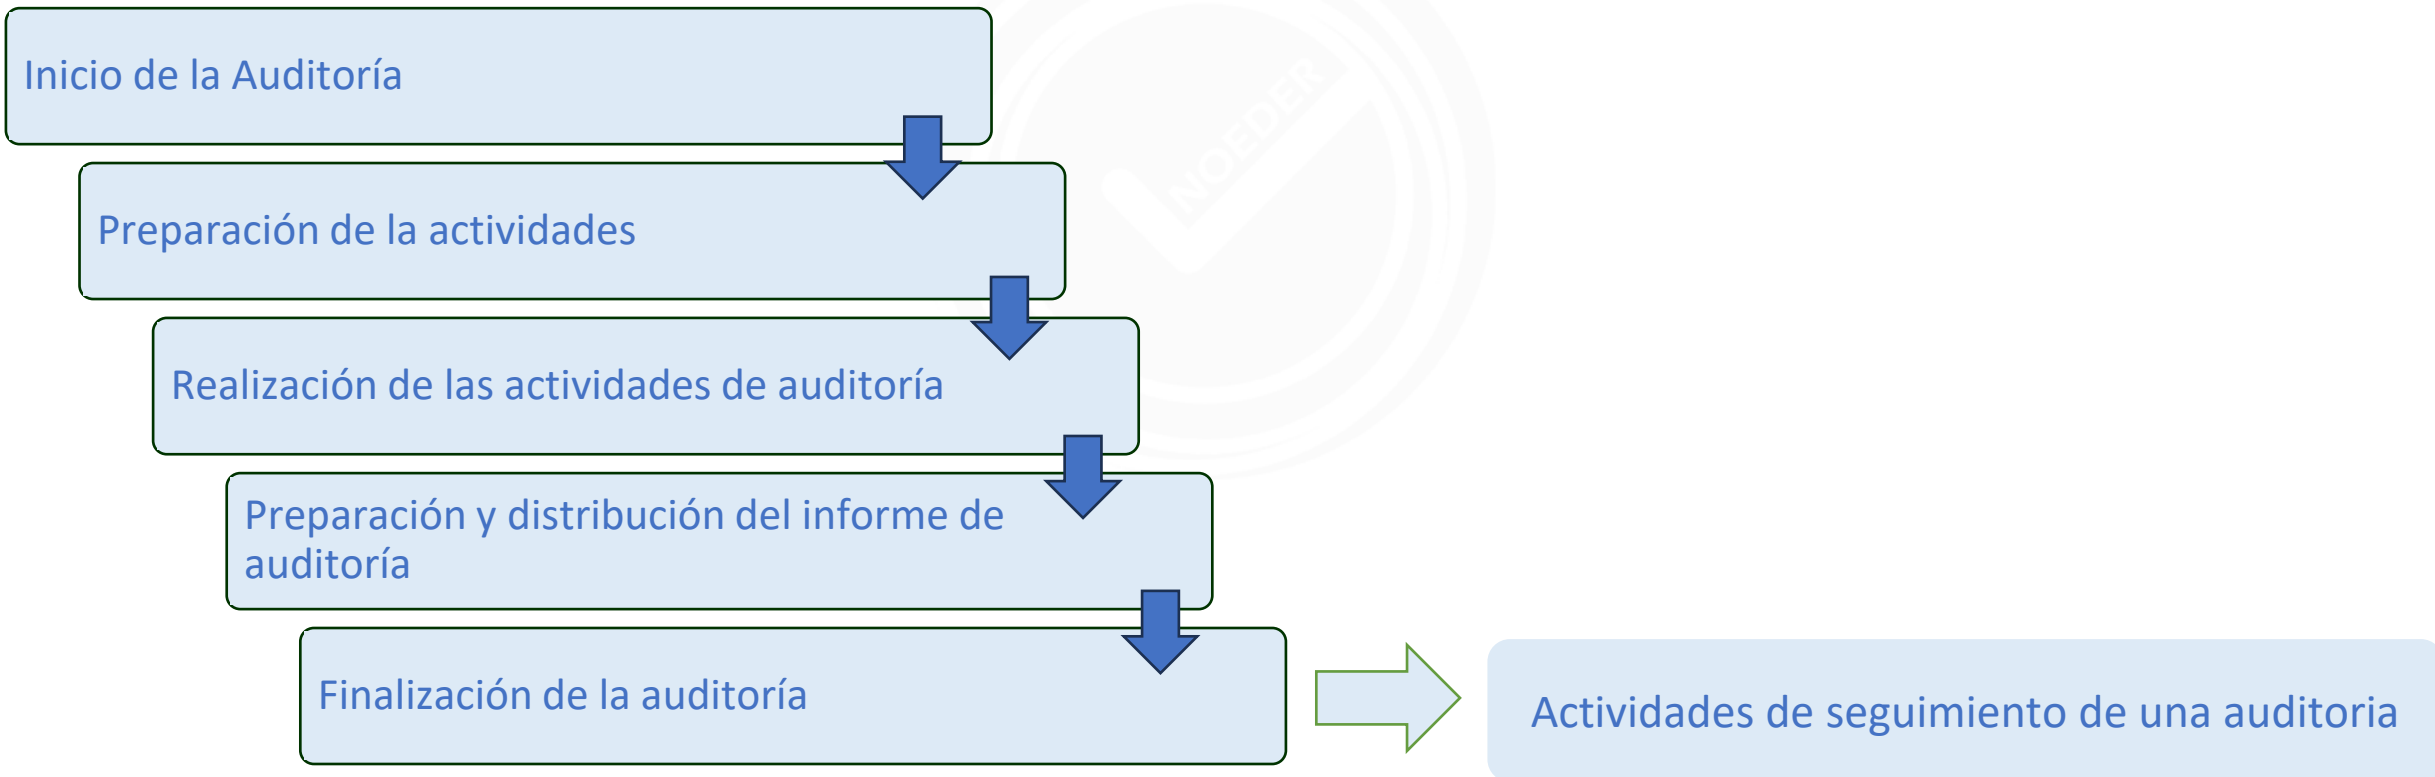 Inicio de la Auditoría
NOEDER
Preparación de la actividades
Realización de las actividades de auditoría
Preparación y distribución del informe de
auditoría
Finalización de la auditoría
Actividades de seguimiento de una auditoria